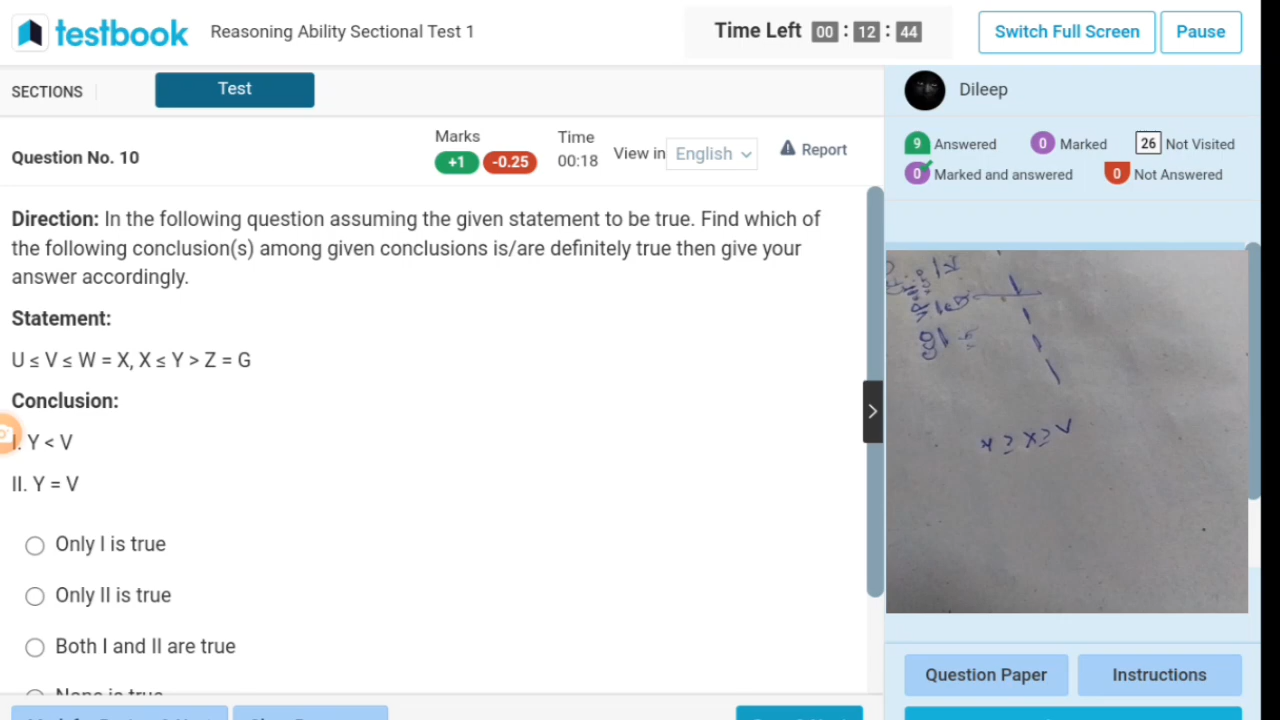 testbook
Reasoning Ability Sectional Test 1
Time Left 00 : 12 : 44
Switch Full Screen
Pause
SECTIONS
Test
Dileep
Question No. 10
Marks
+1 -0.25
Time
00:18
View in English
Report
9 Answered
0 Marked
26 Not Visited
0 Marked and answered
0 Not Answered
Direction: In the following question assuming the given statement to be true. Find which of
the following conclusion(s) among given conclusions is/are definitely true then give your
answer accordingly.
Statement:
U ≤ V ≤ W = X, X ≤ Y > Z = G
Conclusion:
I. Y < V
II. Y = V
Only I is true
Only II is true
Both I and II are true
None is true
Question Paper
Instructions